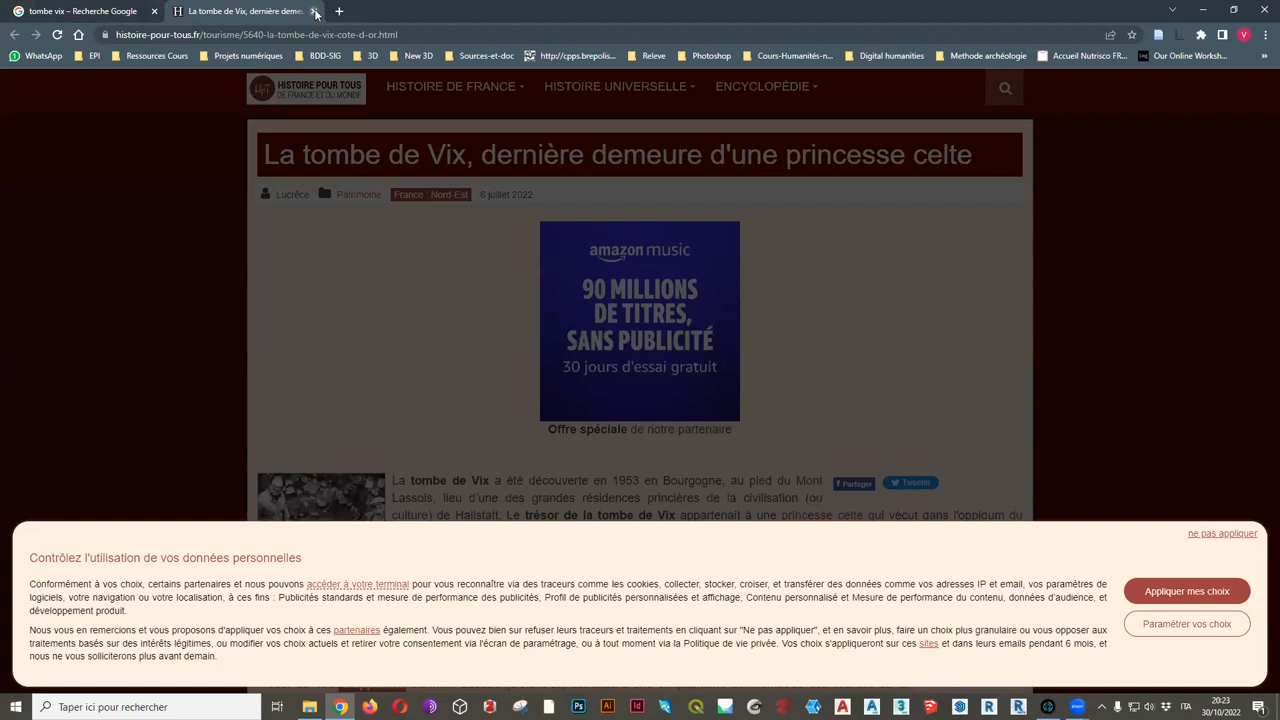 tombe vix – Recherche Google
La tombe de Vix, dernière demeu
histoire-pour-tous.fr/tourisme/5640-la-tombe-de-vix-cote-d-or.html
WhatsApp EPI Ressources Cours Projets numériques BDD-SIG 3D New 3D Sources-et-doc http://cpps.brepolis... Releve Photoshop Cours-Humanités-n... Digital humanities Methode archéologie Accueil Nutrisco FR... Our Online Worksh...
HISTOIRE POUR TOUS
DE FRANCE ET DU MONDE
HISTOIRE DE FRANCE HISTOIRE UNIVERSELLE ENCYCLOPÉDIE
La tombe de Vix, dernière demeure d'une princesse celte
Lucrèce Patrimoine France : Nord-Est 6 juillet 2022
amazon music
90 MILLIONS
DE TITRES,
SANS PUBLICITÉ
30 jours d'essai gratuit
Offre spéciale de notre partenaire
La tombe de Vix a été découverte en 1953 en Bourgogne, au pied du Mont
Partager Tweeter
Lassois, lieu d'une des grandes résidences princières de la civilisation (ou
culture) de Hallstatt. Le trésor de la tombe de Vix appartenait à une princesse celte qui vécut dans l'oppidum du
ne pas appliquer
Contrôlez l'utilisation de vos données personnelles
Conformément à vos choix, certains partenaires et nous pouvons accéder à votre terminal pour vous reconnaître via des traceurs comme les cookies, collecter, stocker, croiser, et transférer des données comme vos adresses IP et email, vos paramètres de
logiciels, votre navigation ou votre localisation, à ces fins : Publicités standards et mesure de performance des publicités, Profil de publicités personnalisées et affichage, Contenu personnalisé et Mesure de performance du contenu, données d'audience, et
développement produit.
Appliquer mes choix
Nous vous en remercions et vous proposons d'appliquer vos choix à ces partenaires également. Vous pouvez bien sur refuser leurs traceurs et traitements en cliquant sur "Ne pas appliquer", et en savoir plus, faire un choix plus granulaire ou vous opposer aux
traitements basés sur des intérêts légitimes, ou modifier vos choix actuels et retirer votre consentement via l'écran de paramétrage, ou à tout moment via la Politique de vie privée. Vos choix s'appliqueront sur ces sites et dans leurs emails pendant 6 mois, et
nous ne vous solliciterons plus avant demain.
Paramétrer vos choix
Taper ici pour rechercher
ITA
20:23
30/10/2022